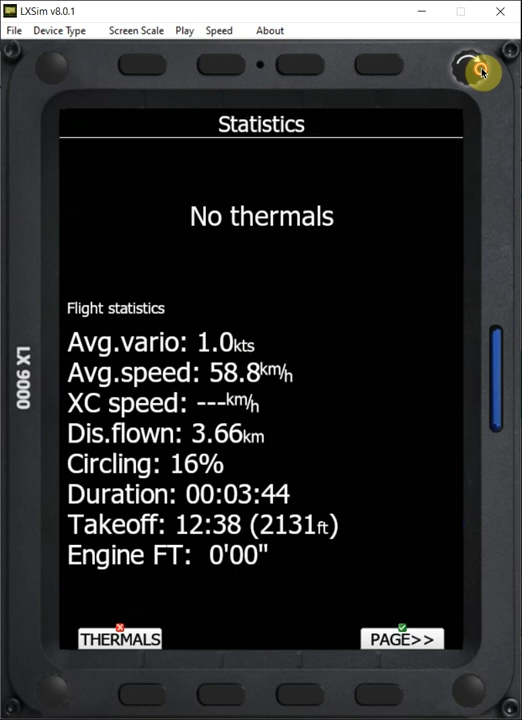 LXSim v8.0.1
File Device Type Screen Scale Play Speed About
Statistics
No thermals
Flight statistics
Avg.vario: 1.0kts
Avg.speed: 58.8km/h
XC speed: ---km/h
Dis.flown: 3.66km
Circling: 16%
Duration: 00:03:44
Takeoff: 12:38 (2131ft)
Engine FT: 0'00"
THERMALS PAGE>>
LX 9000